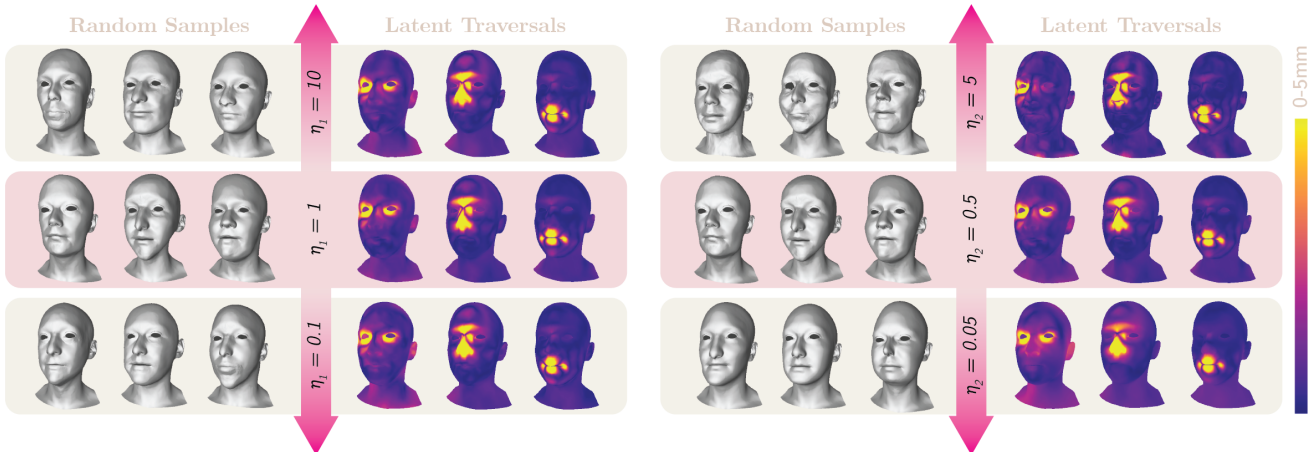 Random Samples
Latent Traversals
η₁ = 10
η₁ = 1
η₁ = 0.1
Random Samples
Latent Traversals
η₂ = 5
η₂ = 0.5
η₂ = 0.05
0-5mm